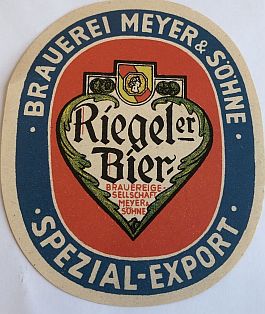 · BRAUEREI MEYER & SÖHNE ·
Riegeler
Bier
BRAUEREIGE-
SELLSCHAFT
MEYER &
SÖHNE
SPEZIAL-EXPORT